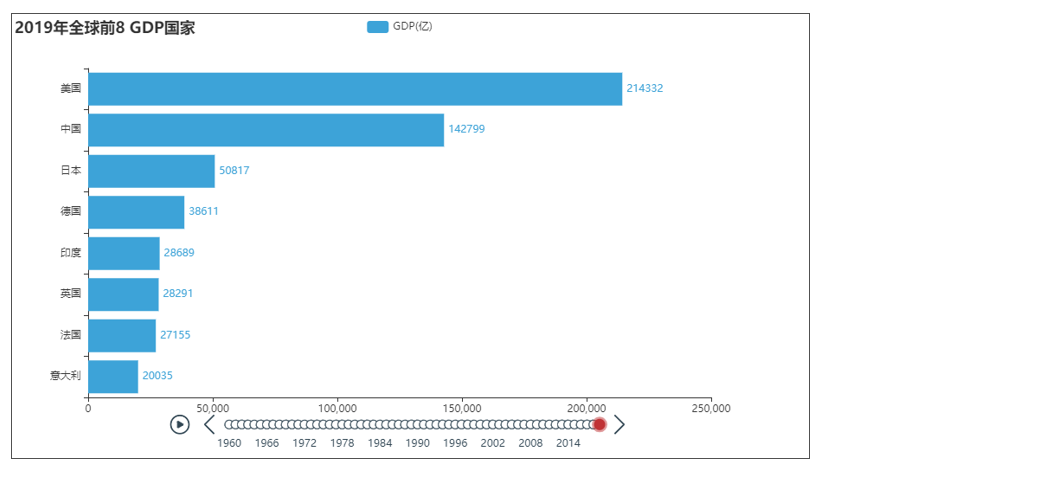 2019年全球前8 GDP国家
GDP(亿)
美国 214332
中国 142799
日本 50817
德国 38611
印度 28689
英国 28291
法国 27155
意大利 20035
0 50,000 100,000 150,000 200,000 250,000
1960 1966 1972 1978 1984 1990 1996 2002 2008 2014